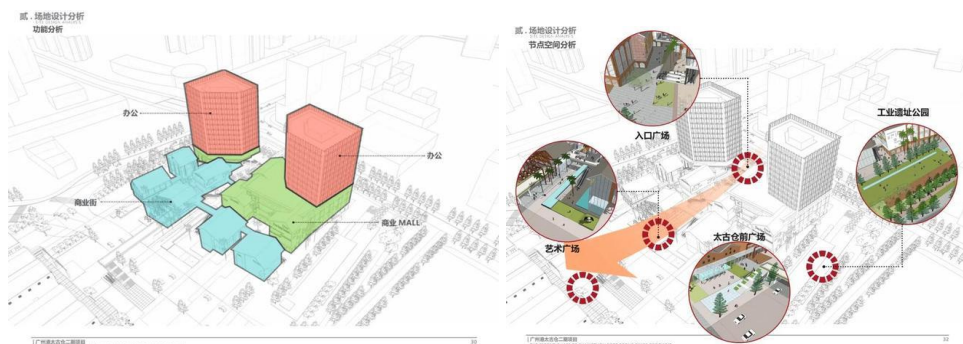 贰.场地设计分析
功能分析
办公
办公
商业街
商业 MALL
广州港太古仓二期项目
30
贰.场地设计分析
节点空间分析
工业遗址公园
入口广场
艺术广场
太古仓前广场
广州港太古仓二期项目
32